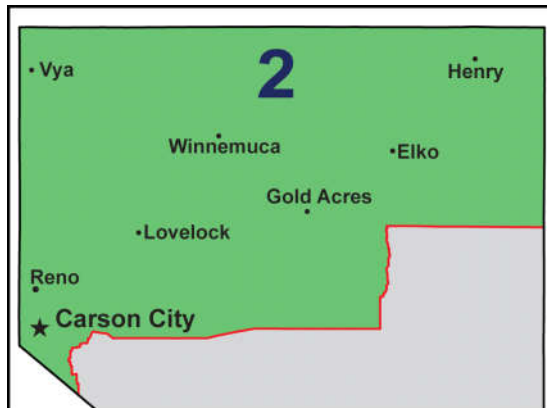 2
Vya
Henry
Winnemuca
Elko
Gold Acres
Lovelock
Reno
Carson City